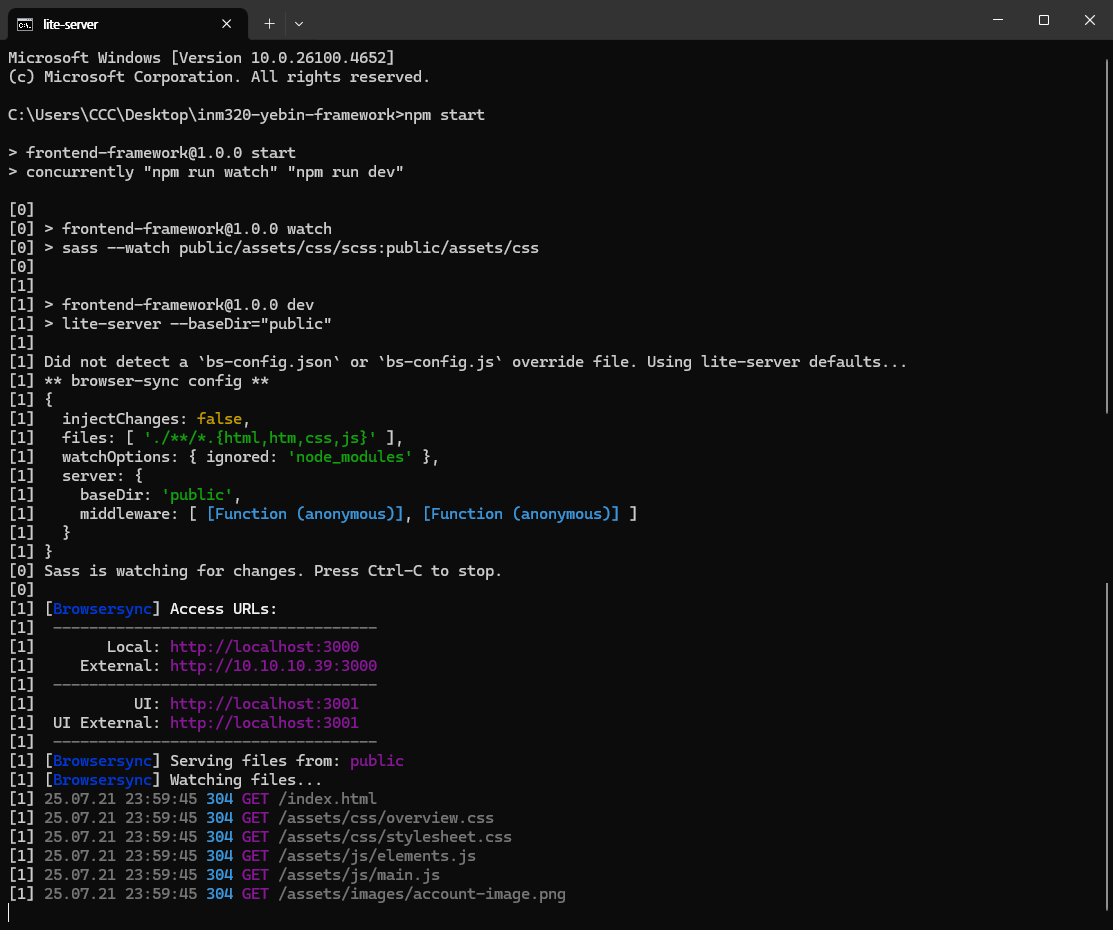 lite-server
Microsoft Windows [Version 10.0.26100.4652]
(c) Microsoft Corporation. All rights reserved.
C:\Users\CCC\Desktop\inm320-yebin-framework>npm start
> frontend-framework@1.0.0 start
> concurrently "npm run watch" "npm run dev"
[0]
[0] > frontend-framework@1.0.0 watch
[0] > sass --watch public/assets/css/scss:public/assets/css
[0]
[1]
[1] > frontend-framework@1.0.0 dev
[1] > lite-server --baseDir="public"
[1]
[1] Did not detect a `bs-config.json` or `bs-config.js` override file. Using lite-server defaults...
[1] ** browser-sync config **
[1] {
[1]   injectChanges: false,
[1]   files: [ './**/*.{html,htm,css,js}' ],
[1]   watchOptions: { ignored: 'node_modules' },
[1]   server: {
[1]     baseDir: 'public',
[1]     middleware: [ [Function (anonymous)], [Function (anonymous)] ]
[1]   }
[1] }
[0] Sass is watching for changes. Press Ctrl-C to stop.
[0]
[1] [Browsersync] Access URLs:
[1]  ------------------------------------
[1]        Local: http://localhost:3000
[1]     External: http://10.10.10.39:3000
[1]  ------------------------------------
[1]           UI: http://localhost:3001
[1]  UI External: http://localhost:3001
[1]  ------------------------------------
[1] [Browsersync] Serving files from: public
[1] [Browsersync] Watching files...
[1] 25.07.21 23:59:45 304 GET /index.html
[1] 25.07.21 23:59:45 304 GET /assets/css/overview.css
[1] 25.07.21 23:59:45 304 GET /assets/css/stylesheet.css
[1] 25.07.21 23:59:45 304 GET /assets/js/elements.js
[1] 25.07.21 23:59:45 304 GET /assets/js/main.js
[1] 25.07.21 23:59:45 304 GET /assets/images/account-image.png